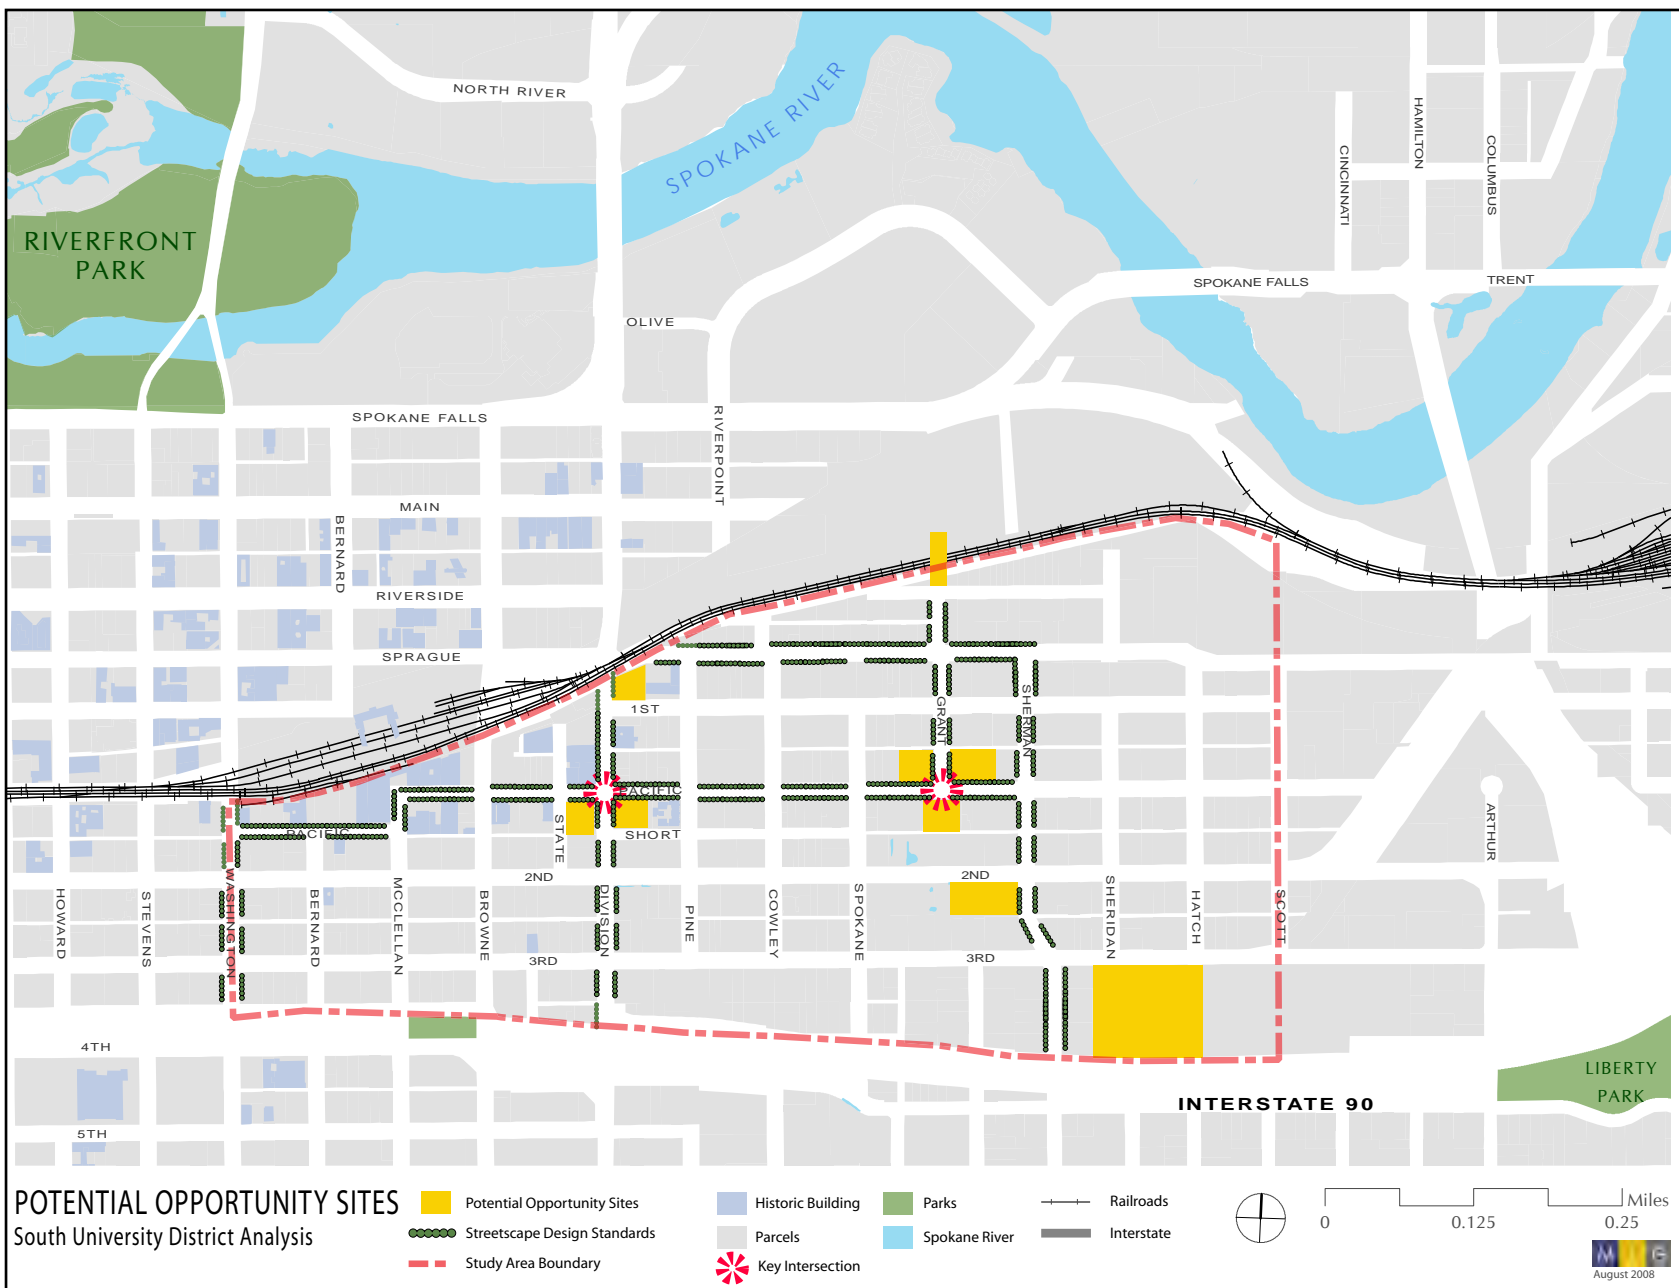 NORTH RIVER
SPOKANE RIVER
HAMILTON
COLUMBUS
CINCINNATI
RIVERFRONT
PARK
SPOKANE FALLS
TRENT
OLIVE
SPOKANE FALLS
RIVERPOINT
MAIN
BERNARD
RIVERSIDE
SPRAGUE
1ST
GRANT
SHERMAN
PACIFIC
PACIFIC
SHORT
STATE
ARTHUR
2ND
2ND
HOWARD
STEVENS
WASHINGTON
BERNARD
MCCLELLAN
BROWNE
DIVISION
PINE
COWLEY
SPOKANE
SHERIDAN
HATCH
SCOTT
3RD
3RD
4TH
LIBERTY
PARK
INTERSTATE 90
5TH
POTENTIAL OPPORTUNITY SITES
South University District Analysis
Potential Opportunity Sites
Streetscape Design Standards
Study Area Boundary
Historic Building
Parcels
Key Intersection
Parks
Spokane River
Railroads
Interstate
Miles
0 0.125 0.25
M I G
August 2008